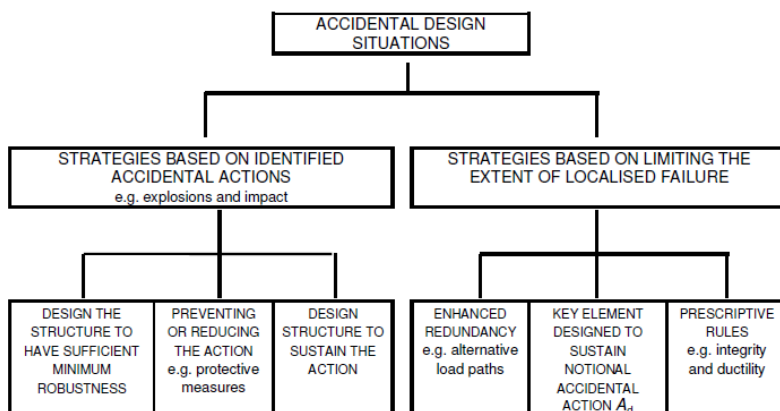 ACCIDENTAL DESIGN
SITUATIONS
STRATEGIES BASED ON IDENTIFIED
ACCIDENTAL ACTIONS
e.g. explosions and impact
STRATEGIES BASED ON LIMITING THE
EXTENT OF LOCALISED FAILURE
DESIGN THE
STRUCTURE TO
HAVE SUFFICIENT
MINIMUM
ROBUSTNESS
PREVENTING
OR REDUCING
THE ACTION
e.g. protective
measures
DESIGN
STRUCTURE TO
SUSTAIN THE
ACTION
ENHANCED
REDUNDANCY
e.g. alternative
load paths
KEY ELEMENT
DESIGNED TO
SUSTAIN
NOTIONAL
ACCIDENTAL
ACTION Ad
PRESCRIPTIVE
RULES
e.g. integrity
and ductility